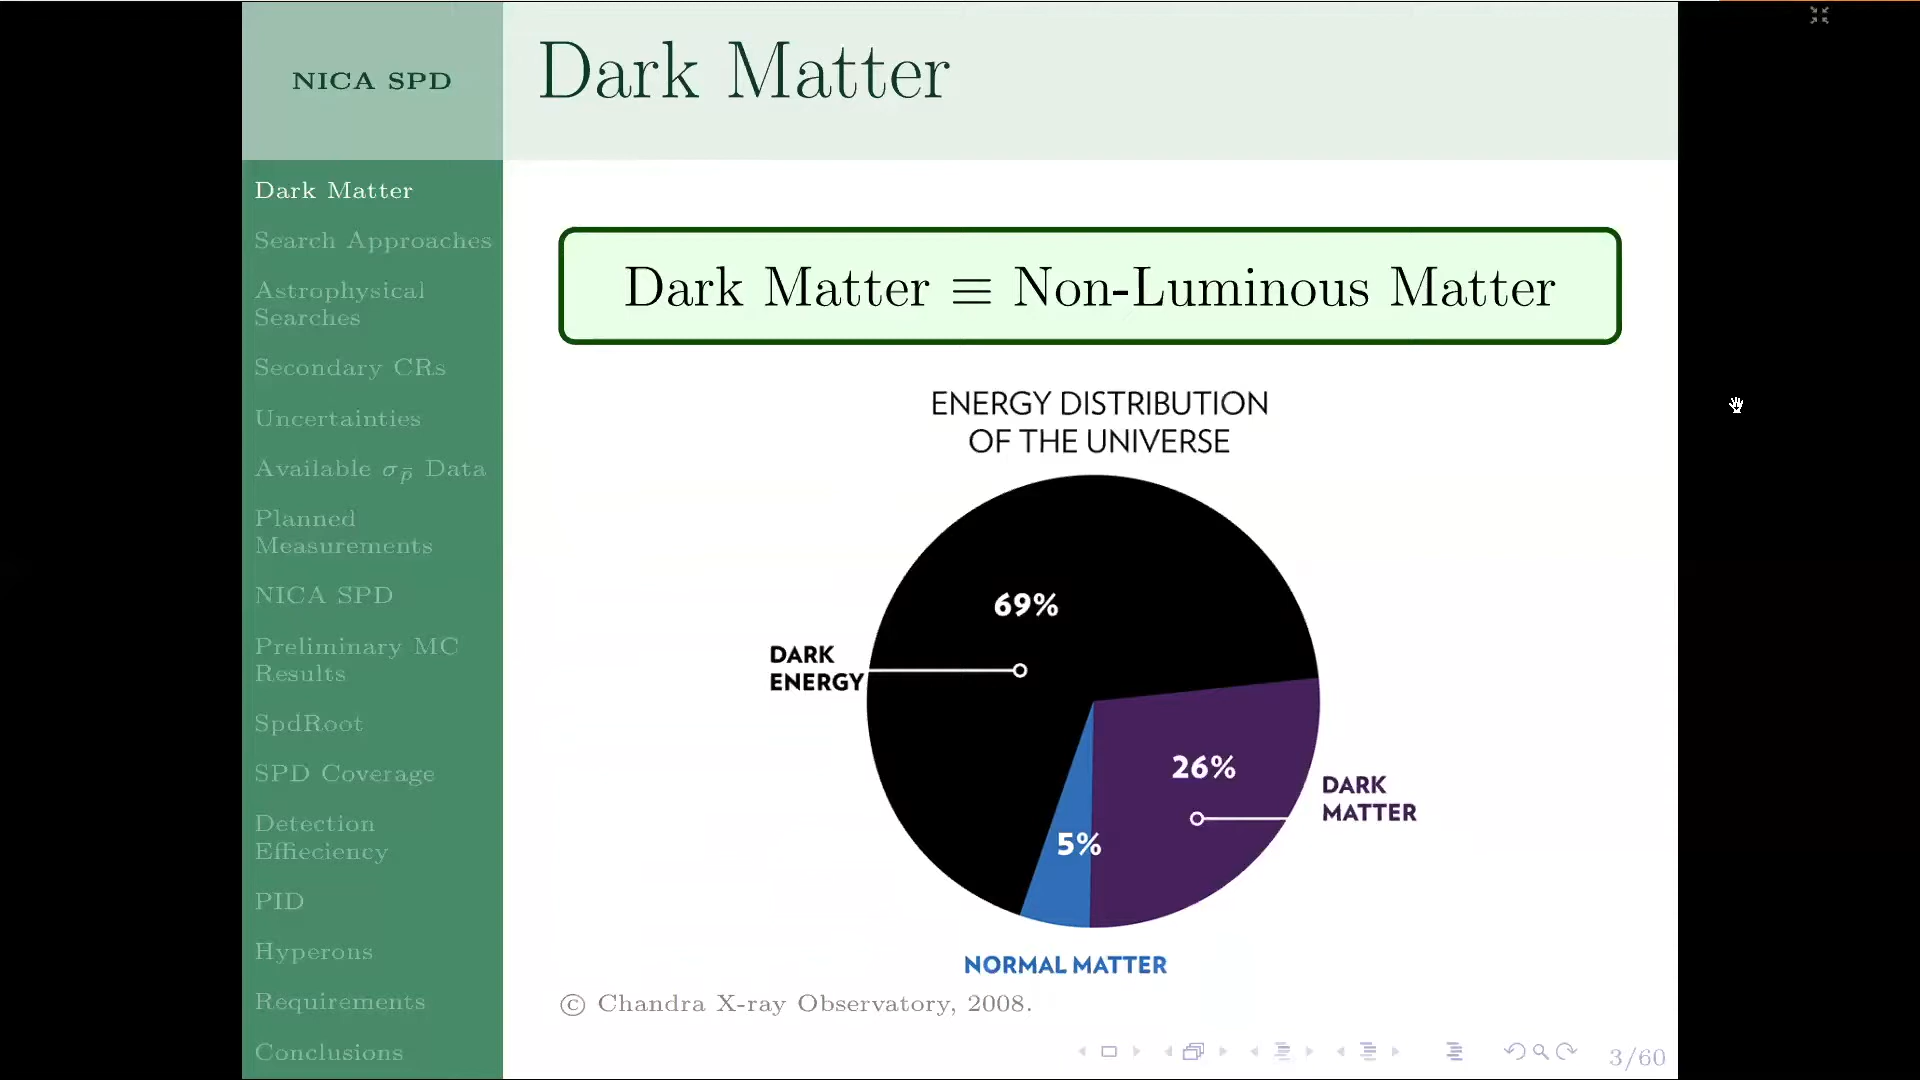 NICA SPD
Dark Matter
Dark Matter
Search Approaches
Astrophysical
Searches
Secondary CRs
Uncertainties
Available σp̄ Data
Planned
Measurements
NICA SPD
Preliminary MC
Results
SpdRoot
SPD Coverage
Detection
Effieciency
PID
Hyperons
Requirements
Conclusions
Dark Matter ≡ Non-Luminous Matter
ENERGY DISTRIBUTION
OF THE UNIVERSE
69%
DARK
ENERGY
26%
DARK
MATTER
5%
NORMAL MATTER
© Chandra X-ray Observatory, 2008.
3/60